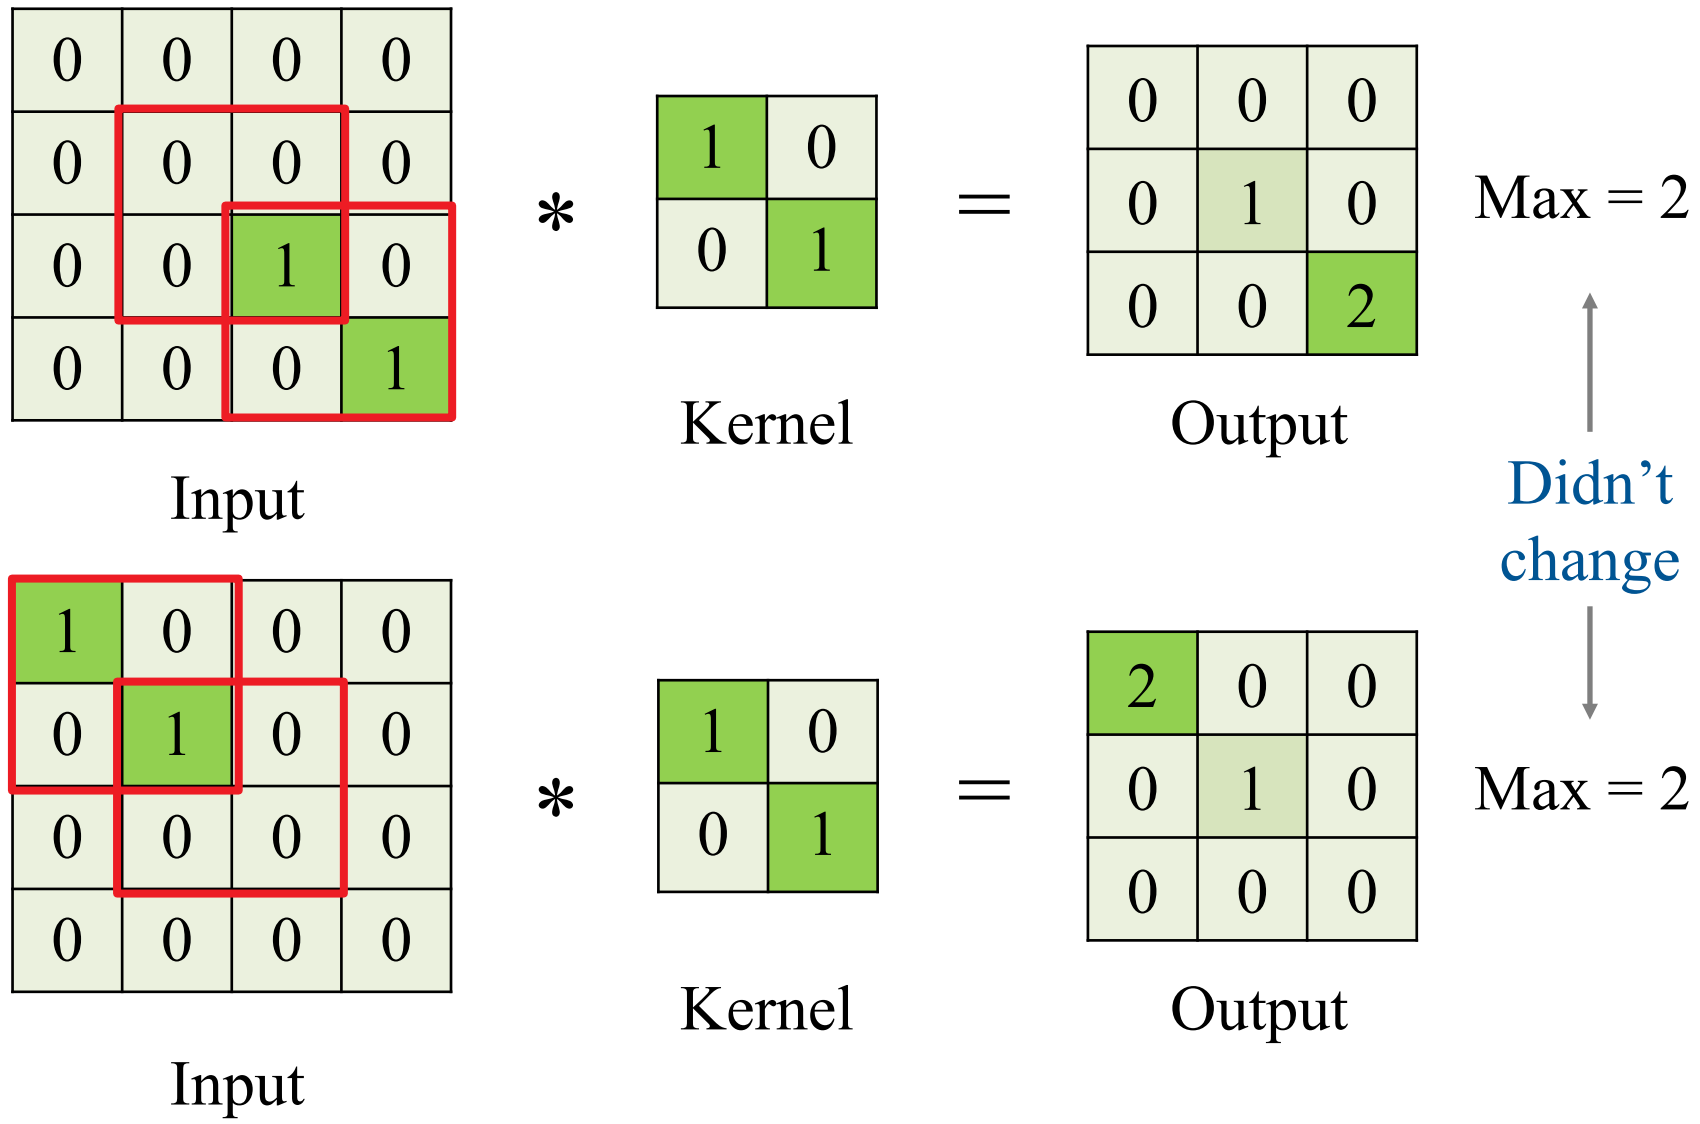 0 0 0 0
0 0 0 0
0 0 1 0
0 0 0 1
Input
*
1 0
0 1
Kernel
=
0 0 0
0 1 0
0 0 2
Output
Max = 2
Didn’t
change
1 0 0 0
0 1 0 0
0 0 0 0
0 0 0 0
Input
*
1 0
0 1
Kernel
=
2 0 0
0 1 0
0 0 0
Output
Max = 2